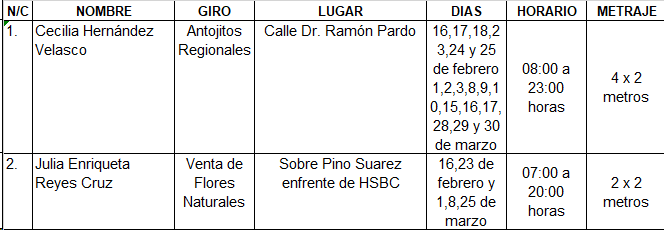 N/C NOMBRE GIRO LUGAR DIAS HORARIO METRAJE
1. Cecilia Hernández Velasco Antojitos Regionales Calle Dr. Ramón Pardo 16,17,18,2
3,24 y 25
de febrero
1,2,3,8,9,1
0,15,16,17,
28,29 y 30
de marzo 08:00 a
23:00
horas 4 x 2
metros
2. Julia Enriqueta
Reyes Cruz Venta de
Flores
Naturales Sobre Pino Suarez
enfrente de HSBC 16,23 de
febrero y
1,8,25 de
marzo 07:00 a
20:00
horas 2 x 2
metros